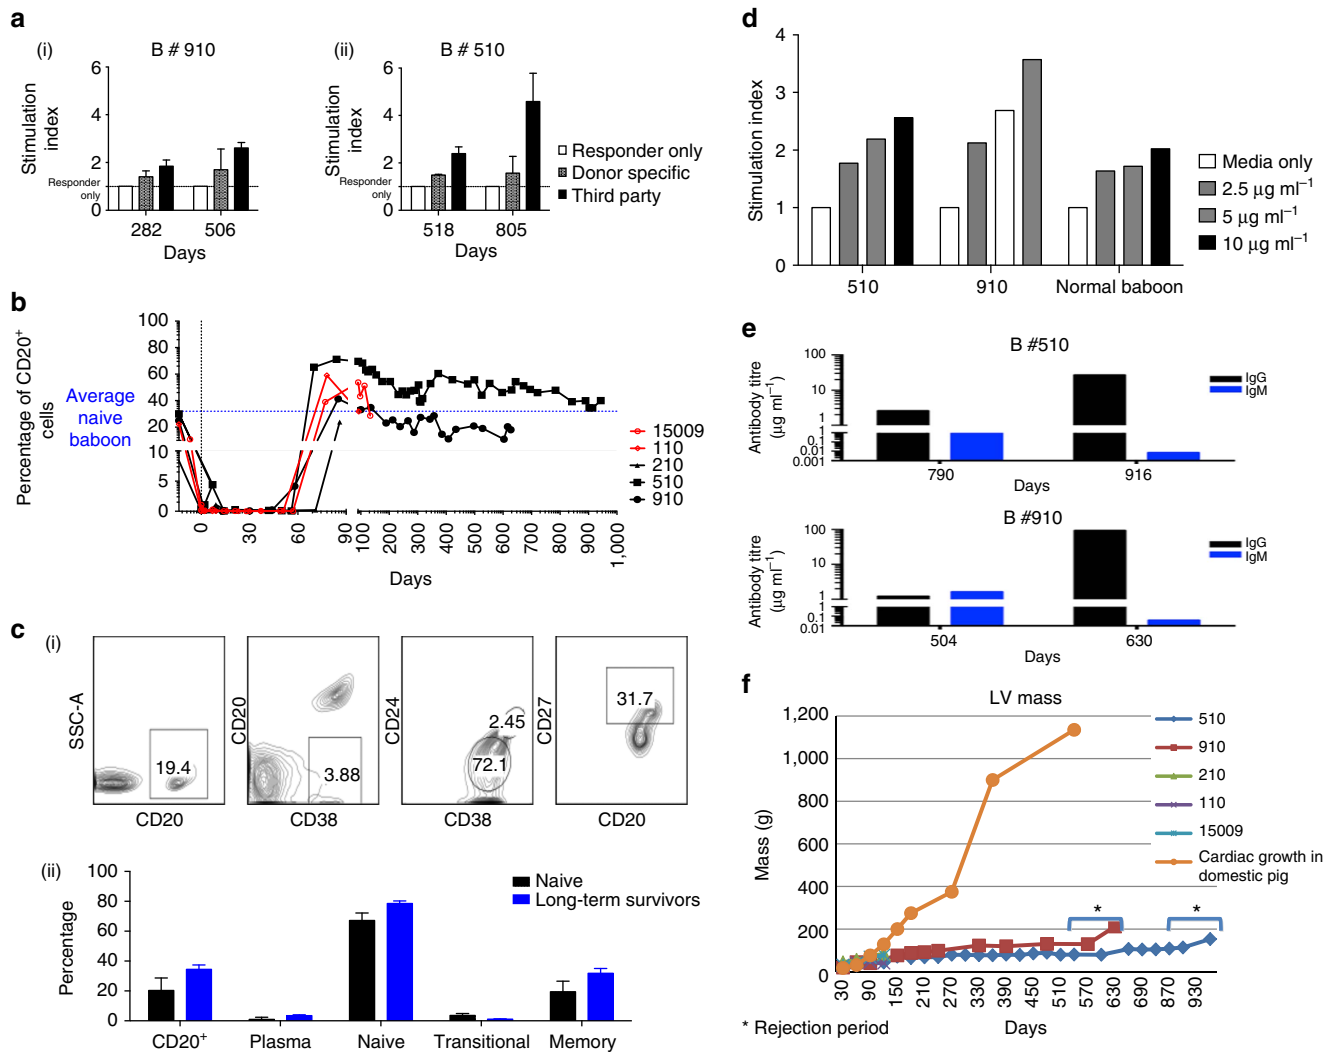 a
(i)
B # 910
Stimulation
index
6
4
2
0
Responder
only
282
506
Days
(ii)
B # 510
Stimulation
index
6
4
2
0
Responder
only
518
805
Days
Responder only
Donor specific
Third party
b
Percentage of CD20+
cells
Average
naive
baboon
100
80
60
40
20
10
5
0
0
30
60
90
100
200
300
400
500
600
700
800
900
1,000
Days
15009
110
210
510
910
c
(i)
SSC-A
19.4
CD20
CD20
3.88
CD38
CD24
2.45
72.1
CD38
CD27
31.7
CD20
(ii)
Percentage
100
80
60
40
20
0
Naive
Long-term survivors
CD20+
Plasma
Naive
Transitional
Memory
d
Stimulation index
4
3
2
1
0
510
910
Normal baboon
Media only
2.5 µg ml–1
5 µg ml–1
10 µg ml–1
e
B #510
Antibody titre
(µg ml–1)
100
10
1
0.1
0.01
0.001
790
916
Days
IgG
IgM
B #910
Antibody titre
(µg ml–1)
100
10
1
0.1
0.01
504
630
Days
IgG
IgM
f
LV mass
Mass (g)
1,200
1,000
800
600
400
200
0
30
90
150
210
270
330
390
450
510
570
630
690
870
930
* Rejection period
Days
*
*
510
910
210
110
15009
Cardiac growth in
domestic pig